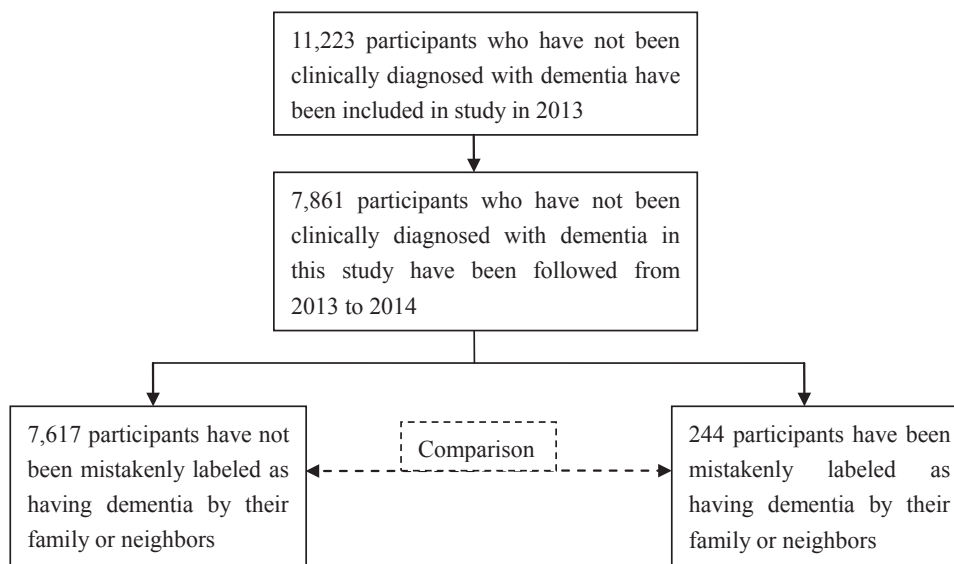 11,223 participants who have not been
clinically diagnosed with dementia have
been included in study in 2013
7,861 participants who have not been
clinically diagnosed with dementia in
this study have been followed from
2013 to 2014
7,617 participants have not
been mistakenly labeled as
having dementia by their
family or neighbors
Comparison
244 participants have been
mistakenly labeled as
having dementia by their
family or neighbors